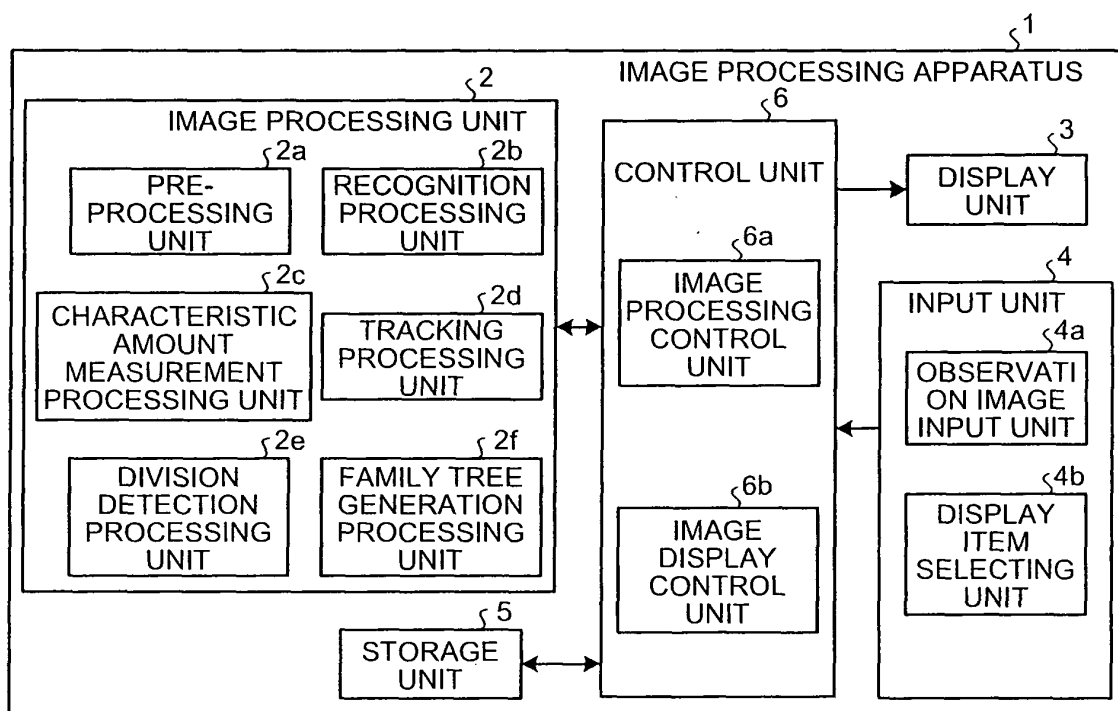 1
IMAGE PROCESSING APPARATUS
2
IMAGE PROCESSING UNIT
2a
PRE-
PROCESSING
UNIT
2b
RECOGNITION
PROCESSING
UNIT
2c
CHARACTERISTIC
AMOUNT
MEASUREMENT
PROCESSING UNIT
2d
TRACKING
PROCESSING
UNIT
2e
DIVISION
DETECTION
PROCESSING
UNIT
2f
FAMILY TREE
GENERATION
PROCESSING
UNIT
5
STORAGE
UNIT
6
CONTROL UNIT
6a
IMAGE
PROCESSING
CONTROL
UNIT
6b
IMAGE
DISPLAY
CONTROL
UNIT
3
DISPLAY
UNIT
4
INPUT UNIT
4a
OBSERVATI
ON IMAGE
INPUT UNIT
4b
DISPLAY
ITEM
SELECTING
UNIT